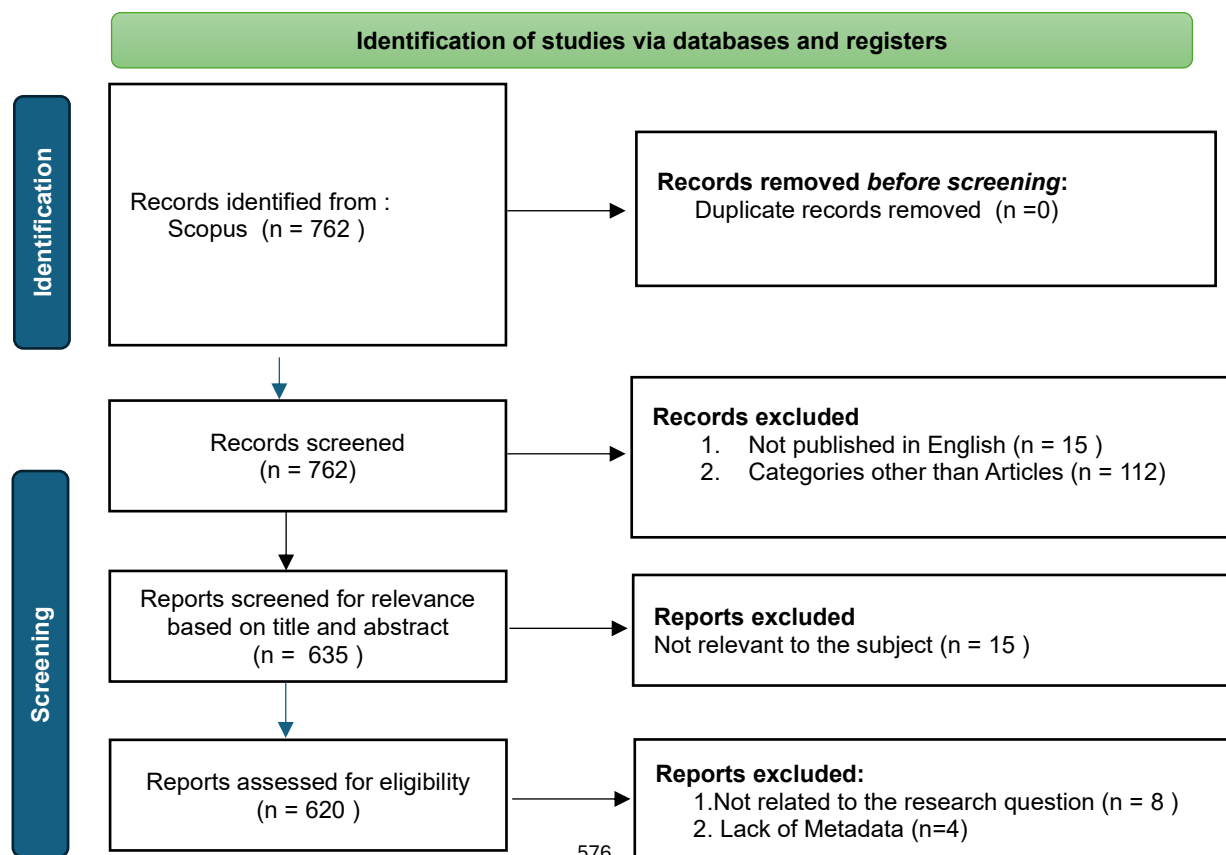 Identification of studies via databases and registers
Identification
Records identified from :
Scopus (n = 762 )
Records removed before screening:
Duplicate records removed (n =0)
Screening
Records screened
(n = 762)
Records excluded
1. Not published in English (n = 15 )
2. Categories other than Articles (n = 112)
Reports screened for relevance
based on title and abstract
(n = 635 )
Reports excluded
Not relevant to the subject (n = 15 )
Reports assessed for eligibility
(n = 620 )
Reports excluded:
1.Not related to the research question (n = 8 )
2. Lack of Metadata (n=4)
576